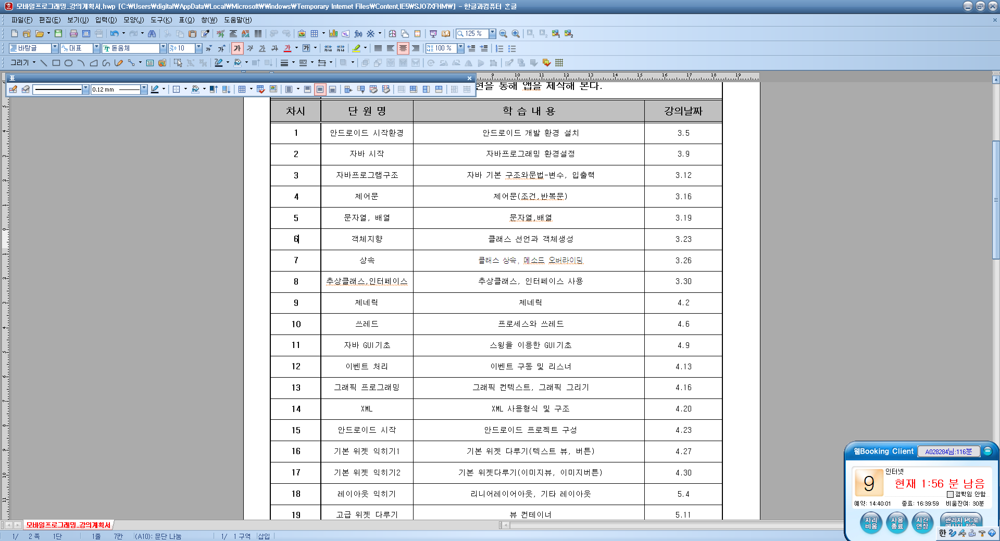 모바일프로그래밍_강의계획서.hwp [C:\Users\digital\AppData\Local\Microsoft\Windows\Temporary Internet Files\Content.IE5\SJO7XFHM\] - 한글과컴퓨터 한글
파일(F) 편집(E) 보기(U) 입력(D) 모양(J) 도구(K) 표(Q) 창(W) 도움말(H)
125 %
바탕글 대표 돋움체 10 가 가 가 가 가 가 100 %
그리기
표
0.12 mm
9 10 11 12 13 14 15 16 17 18 19
현을 통해 앱을 제작해 본다.
차시 단 원 명 학 습 내 용 강의날짜
1 안드로이드 시작환경 안드로이드 개발 환경 설치 3.5
2 자바 시작 자바프로그래밍 환경설정 3.9
3 자바프로그램구조 자바 기본 구조와문법-변수, 입출력 3.12
4 제어문 제어문(조건,반복문) 3.16
5 문자열, 배열 문자열,배열 3.19
6 객체지향 클래스 선언과 객체생성 3.23
7 상속 클래스 상속, 메소드 오버라이딩 3.26
8 추상클래스,인터페이스 추상클래스, 인터페이스 사용 3.30
9 제네릭 제네릭 4.2
10 쓰레드 프로세스와 쓰레드 4.6
11 자바 GUI기초 스윙을 이용한 GUI기초 4.9
12 이벤트 처리 이벤트 구동 및 리스너 4.13
13 그래픽 프로그래밍 그래픽 컨텍스트, 그래픽 그리기 4.16
14 XML XML 사용형식 및 구조 4.20
15 안드로이드 시작 안드로이드 프로젝트 구성 4.23
16 기본 위젯 익히기1 기본 위젯 다루기(텍스트 뷰, 버튼) 4.27
17 기본 위젯 익히기2 기본 위젯다루기(이미지뷰, 이미지버튼) 4.30
18 레이아웃 익히기 리니어레이어아웃, 기타 레이아웃 5.4
19 고급 위젯 다루기 뷰 컨테이너 5.11
웹Booking Client A028284님:116분
9 인터넷
현재 1:56 분 남음
깜빡임 안함
예약: 14:40:01 종료: 16:39:59 비움잔여: 30분
자리비움 사용종료 시간연장 관리자 PC로
모바일프로그래밍_강의계획서
1/ 2 쪽 1단 1줄 7칸 (A10): 문단 나눔 1/ 1 구역 삽입
한